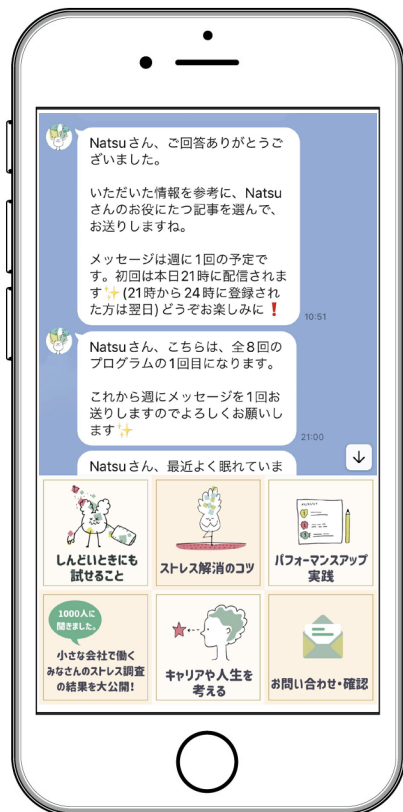 Natsuさん、ご回答ありがとうご
ざいました。
いただいた情報を参考に、Natsu
さんのお役にたつ記事を選んで、
お送りしますね。
メッセージは週に1回の予定で
す。初回は本日21時に配信されま
す✨(21時から24時に登録され
た方は翌日)どうぞお楽しみに❗
10:51
Natsuさん、こちらは、全8回の
プログラムの1回目になります。
これから週にメッセージを1回お
送りしますのでよろしくお願いし
ます✨
21:00
Natsuさん、最近よく眠れていま
しんどいときにも
試せること
ストレス解消のコツ
パフォーマンスアップ
実践
1000人に
聞きました。
小さな会社で働く
みなさんのストレス調査
の結果を大公開!
キャリアや人生を
考える
お問い合わせ・確認